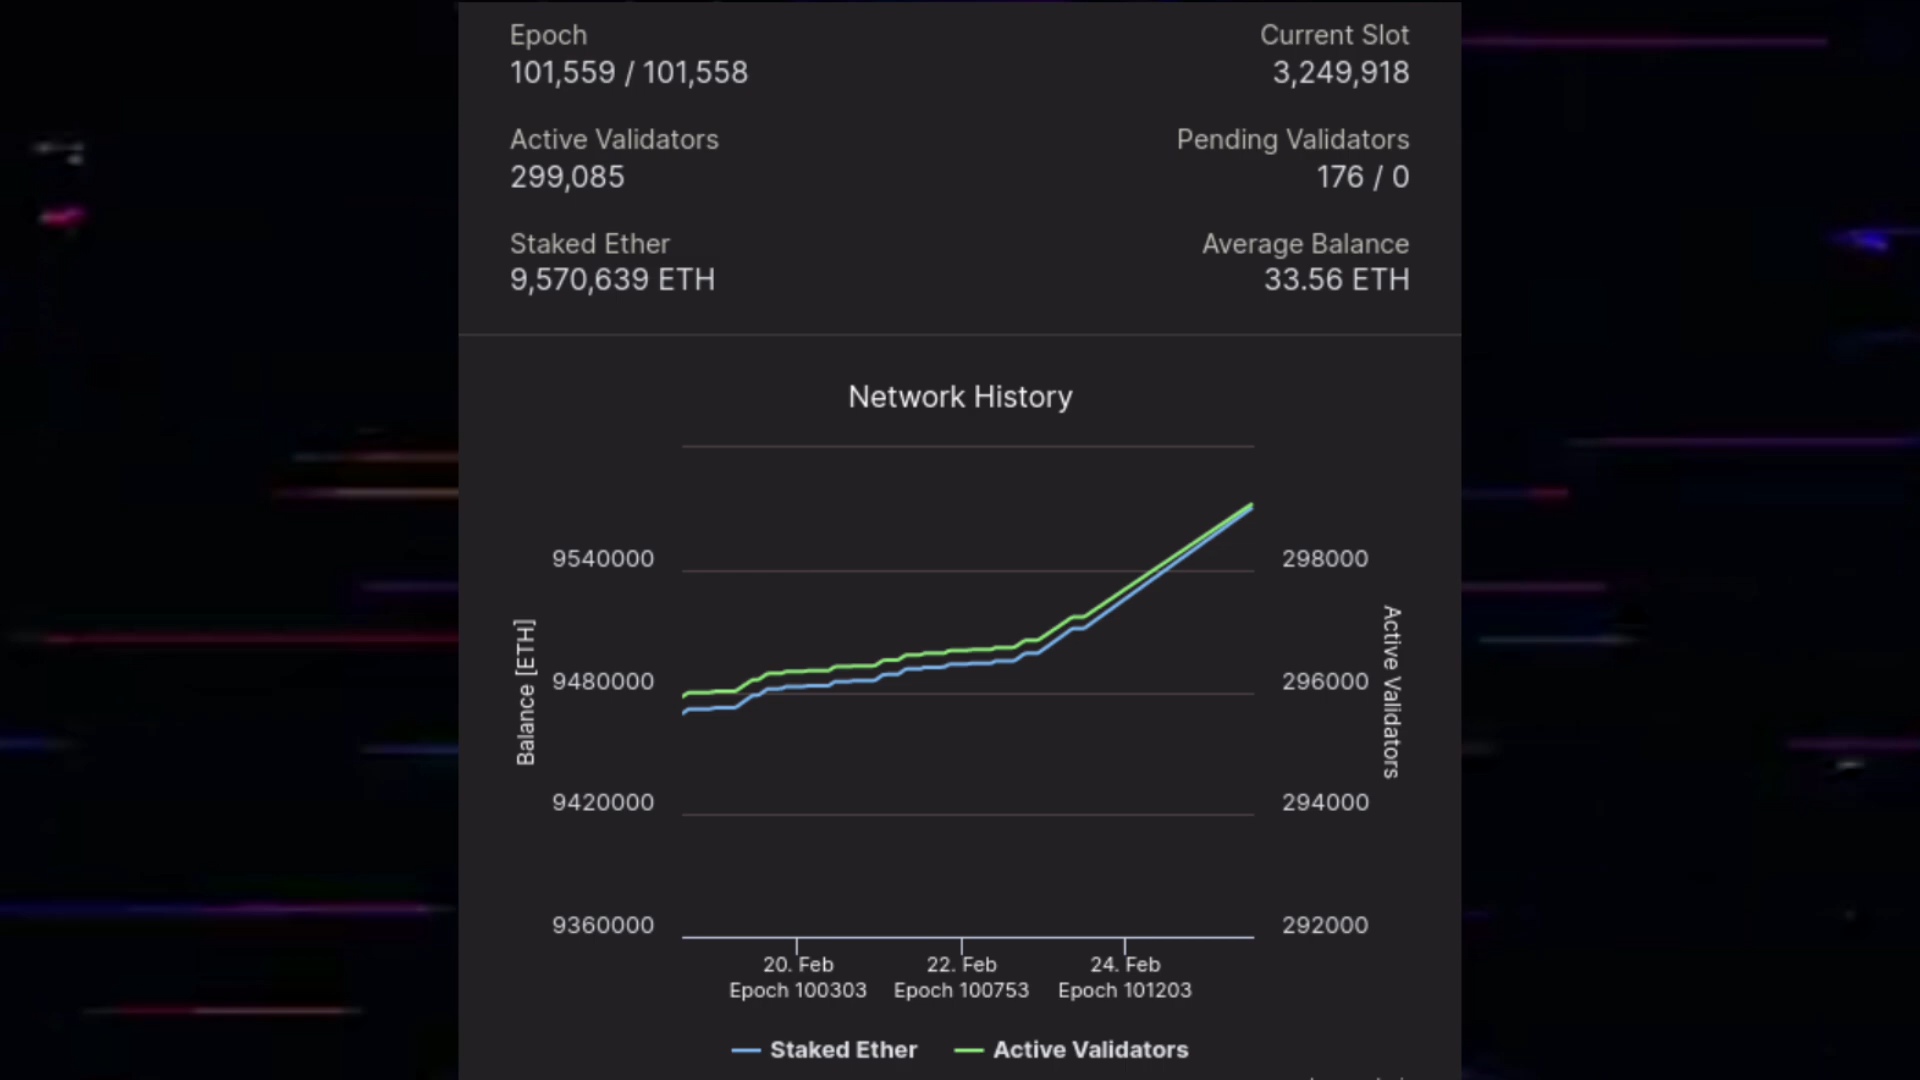 Epoch
101,559 / 101,558
Current Slot
3,249,918
Active Validators
299,085
Pending Validators
176 / 0
Staked Ether
9,570,639 ETH
Average Balance
33.56 ETH
Network History
Balance [ETH]
9540000
9480000
9420000
9360000
298000
296000
294000
292000
Active Validators
20. Feb
Epoch 100303
22. Feb
Epoch 100753
24. Feb
Epoch 101203
Staked Ether
Active Validators